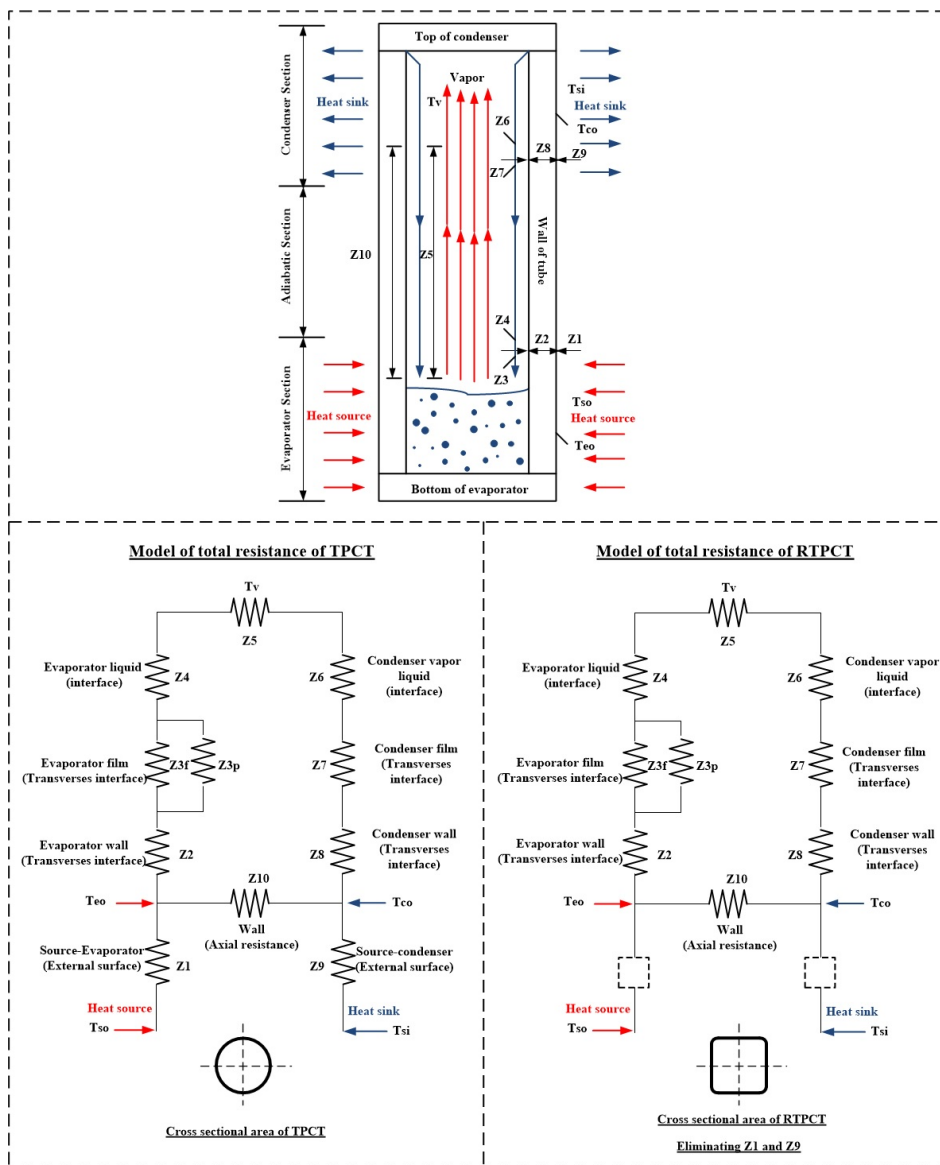 Top of condenser
Condenser Section
Heat sink
Vapor
Tv
Tsi
Heat sink
Tco
Z6
Z8
Z9
Z7
Adiabatic Section
Z10
Z5
Wall of tube
Z4
Z2
Z1
Z3
Evaporator Section
Heat source
Tso
Heat source
Teo
Bottom of evaporator
Model of total resistance of TPCT
Tv
Z5
Evaporator liquid
(interface)
Z4
Z6
Condenser vapor
liquid
(interface)
Evaporator film
(Transverses interface)
Z3f
Z3p
Z7
Condenser film
(Transverses
interface)
Evaporator wall
(Transverses interface)
Z2
Z8
Condenser wall
(Transverses
interface)
Z10
Teo
Tco
Wall
(Axial resistance)
Source-Evaporator
(External surface)
Z1
Z9
Source-condenser
(External surface)
Heat source
Tso
Heat sink
Tsi
Cross sectional area of TPCT
Model of total resistance of RTPCT
Tv
Z5
Evaporator liquid
(interface)
Z4
Z6
Condenser vapor
liquid
(interface)
Evaporator film
(Transverses interface)
Z3f
Z3p
Z7
Condenser film
(Transverses
interface)
Evaporator wall
(Transverses interface)
Z2
Z8
Condenser wall
(Transverses
interface)
Z10
Teo
Tco
Wall
(Axial resistance)
Heat source
Tso
Heat sink
Tsi
Cross sectional area of RTPCT
Eliminating Z1 and Z9